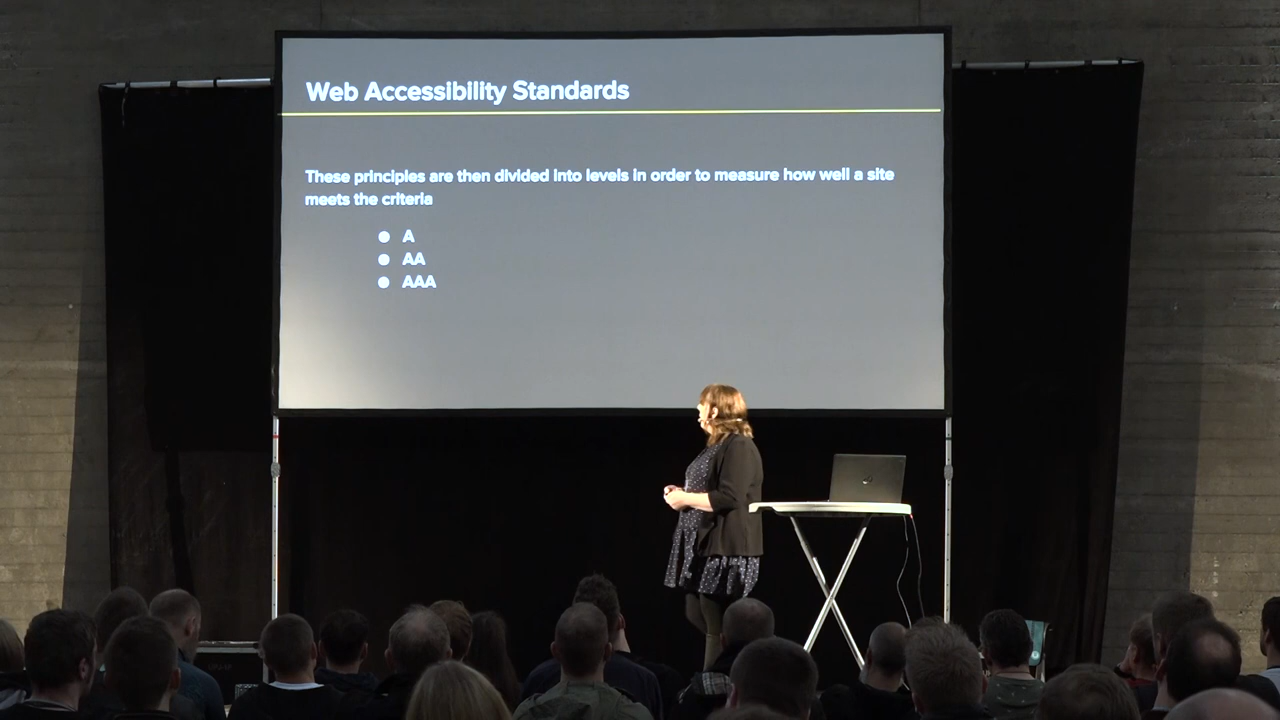 Web Accessibility Standards
These principles are then divided into levels in order to measure how well a site
meets the criteria
● A
● AA
● AAA